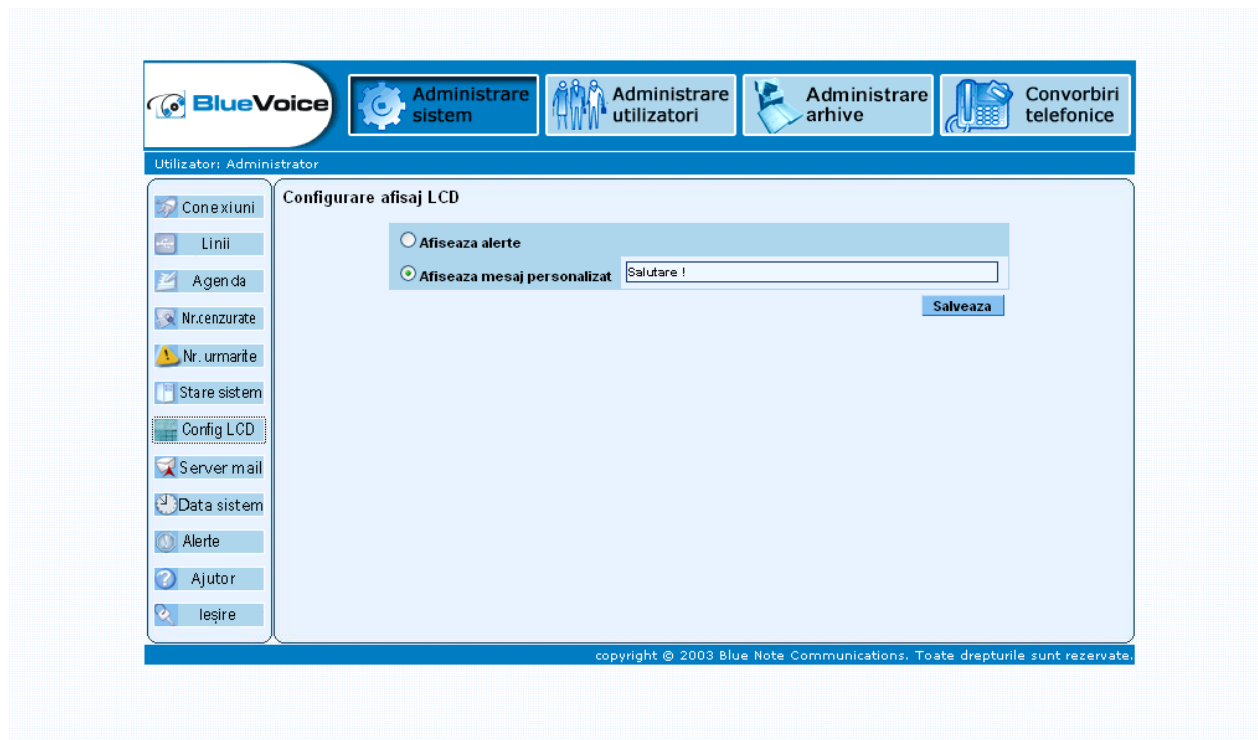 BlueVoice
Administrare
sistem
Administrare
utilizatori
Administrare
arhive
Convorbiri
telefonice
Utilizator: Administrator
Conexiuni
Linii
Agenda
Nr.cenzurate
Nr. urmarite
Stare sistem
Config LCD
Server mail
Data sistem
Alerte
Ajutor
Ieșire
Configurare afisaj LCD
Afiseaza alerte
Afiseaza mesaj personalizat
Salutare !
Salveaza
copyright @ 2003 Blue Note Communications. Toate drepturile sunt rezervate.